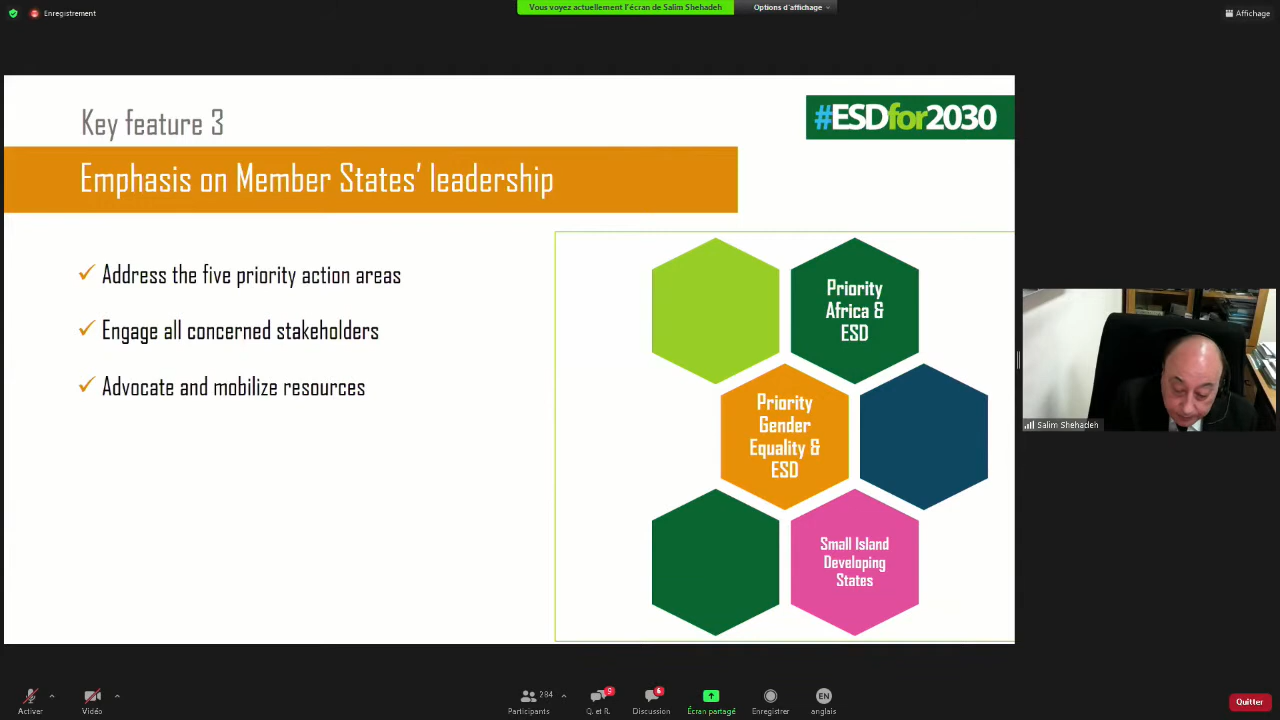 Enregistrement
Vous voyez actuellement l'écran de Salim Shehadeh
Options d'affichage
Affichage
Key feature 3
#ESDfor2030
Emphasis on Member States' leadership
Address the five priority action areas
Engage all concerned stakeholders
Advocate and mobilize resources
Priority
Africa &
ESD
Priority
Gender
Equality &
ESD
Small Island
Developing
States
Salim Shehadeh
Activer
Vidéo
284
Participants
9
Q. et R.
6
Discussion
Écran partagé
Enregistrer
EN
anglais
Quitter